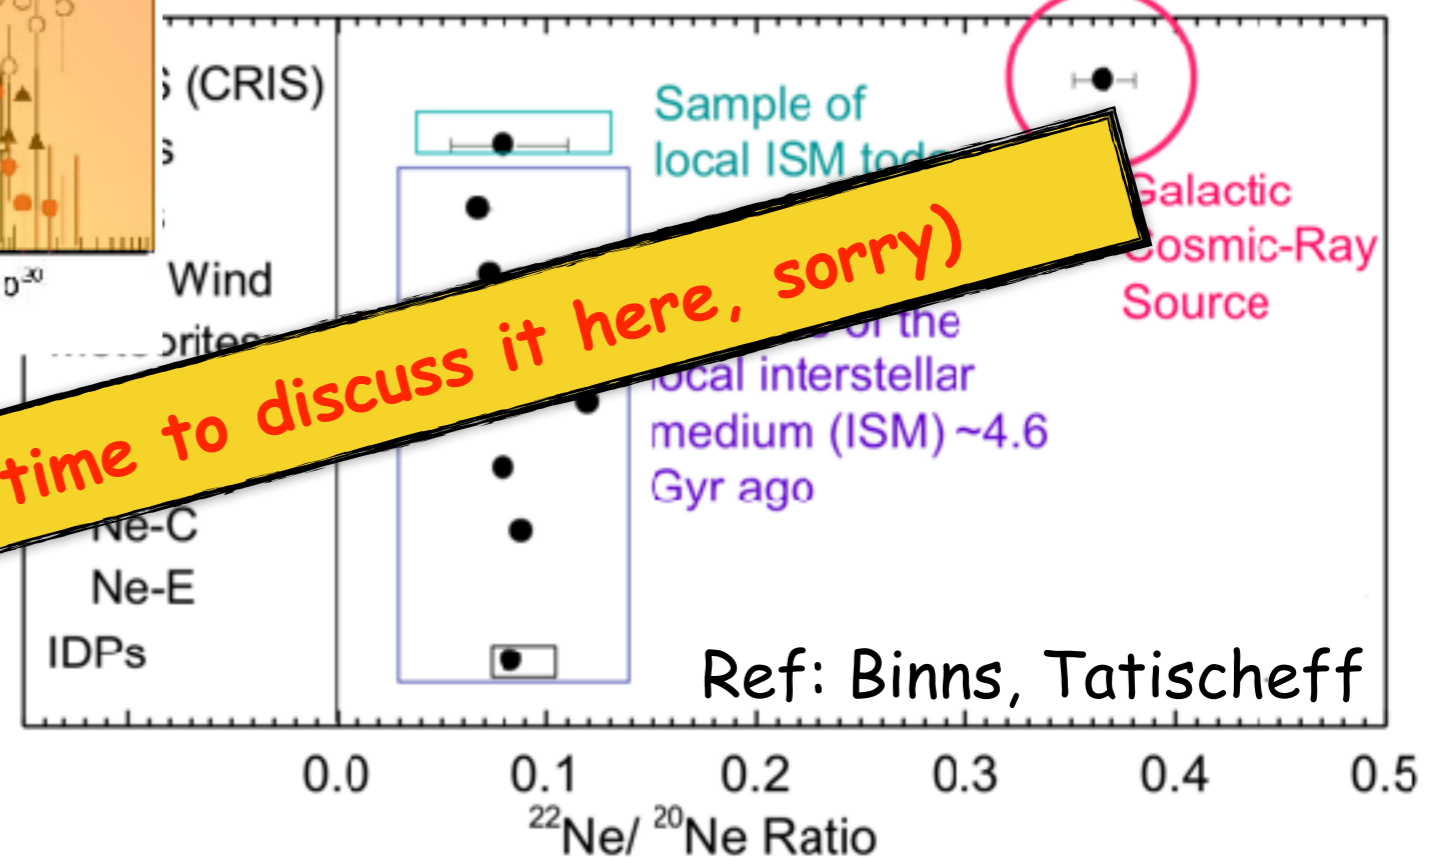 (CRIS)
Sample of
local ISM
Galactic
Cosmic-Ray
Source
Wind
time to discuss it here, sorry)
of the
local interstellar
medium (ISM) ~4.6
Gyr ago
Ne-C
Ne-E
IDPs
Ref: Binns, Tatischeff
0.0 0.1 0.2 0.3 0.4 0.5
²²Ne/ ²⁰Ne Ratio